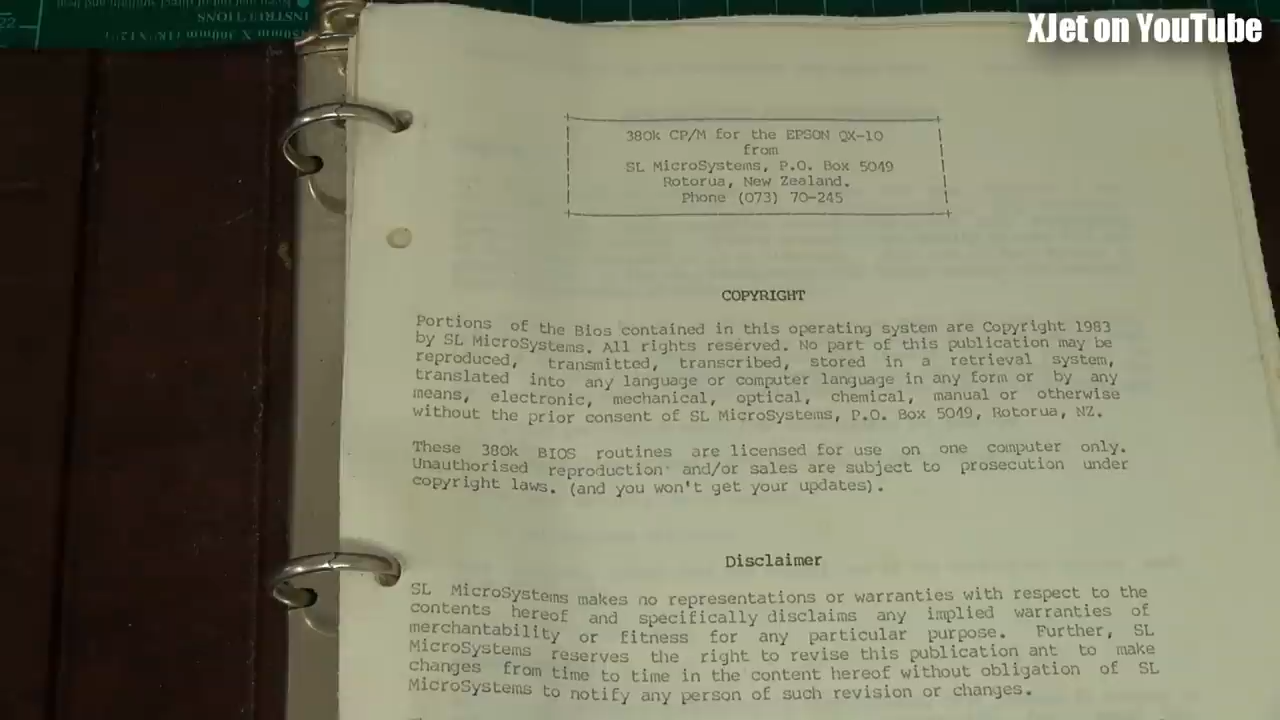 XJet on YouTube
INSTRUCTIONS
380k CP/M for the EPSON QX-10
from
SL MicroSystems, P.O. Box 5049
Rotorua, New Zealand.
Phone (073) 70-245
COPYRIGHT
Portions of the Bios contained in this operating system are Copyright 1983
by SL MicroSystems. All rights reserved. No part of this publication may be
reproduced, transmitted, transcribed, stored in a retrieval system,
translated into any language or computer language in any form or by any
means, electronic, mechanical, optical, chemical, manual or otherwise
without the prior consent of SL MicroSystems, P.O. Box 5049, Rotorua, NZ.
These 380k BIOS routines are licensed for use on one computer only.
Unauthorised reproduction and/or sales are subject to prosecution under
copyright laws. (and you won't get your updates).
Disclaimer
SL MicroSystems makes no representations or warranties with respect to the
contents hereof and specifically disclaims any implied warranties of
merchantability or fitness for any particular purpose. Further, SL
MicroSystems reserves the right to revise this publication ant to make
changes from time to time in the content hereof without obligation of SL
MicroSystems to notify any person of such revision or changes.